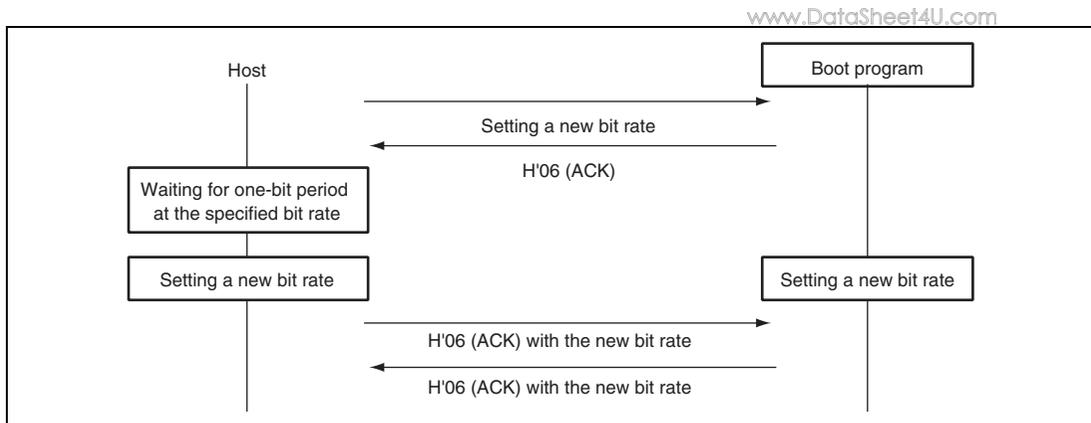 www.DataSheet4U.com
Host
Boot program
Setting a new bit rate
H'06 (ACK)
Waiting for one-bit period
at the specified bit rate
Setting a new bit rate
Setting a new bit rate
H'06 (ACK) with the new bit rate
H'06 (ACK) with the new bit rate